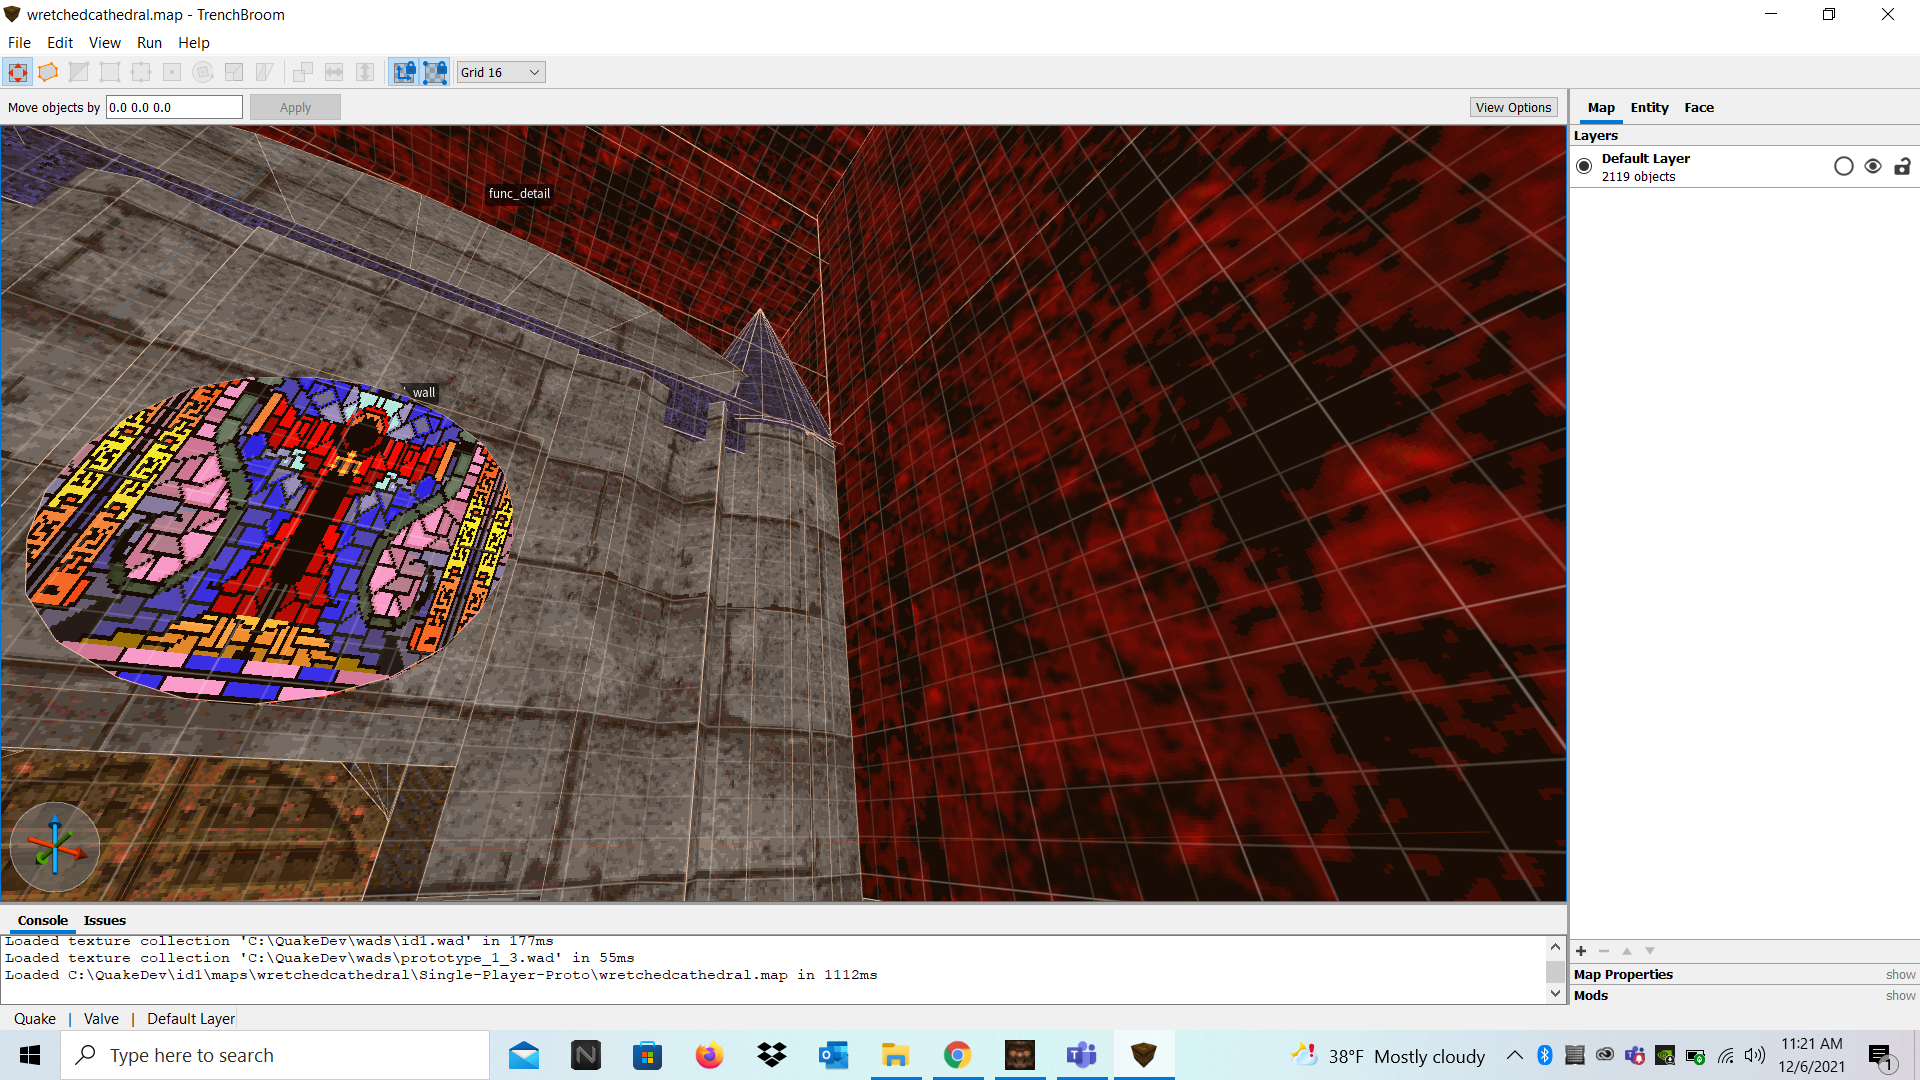 wretchedcathedral.map - TrenchBroom
File Edit View Run Help
Grid 16
Move objects by 0.0 0.0 0.0 Apply View Options
Map Entity Face
Layers
Default Layer
2119 objects
func_detail
wall
Console Issues
Loaded texture collection 'C:\QuakeDev\wads\id1.wad' in 177ms
Loaded texture collection 'C:\QuakeDev\wads\prototype_1_3.wad' in 55ms
Loaded C:\QuakeDev\id1\maps\wretchedcathedral\Single-Player-Proto\wretchedcathedral.map in 1112ms
Map Properties show
Mods show
Quake | Valve | Default Layer
Type here to search
38°F Mostly cloudy
11:21 AM
12/6/2021
1